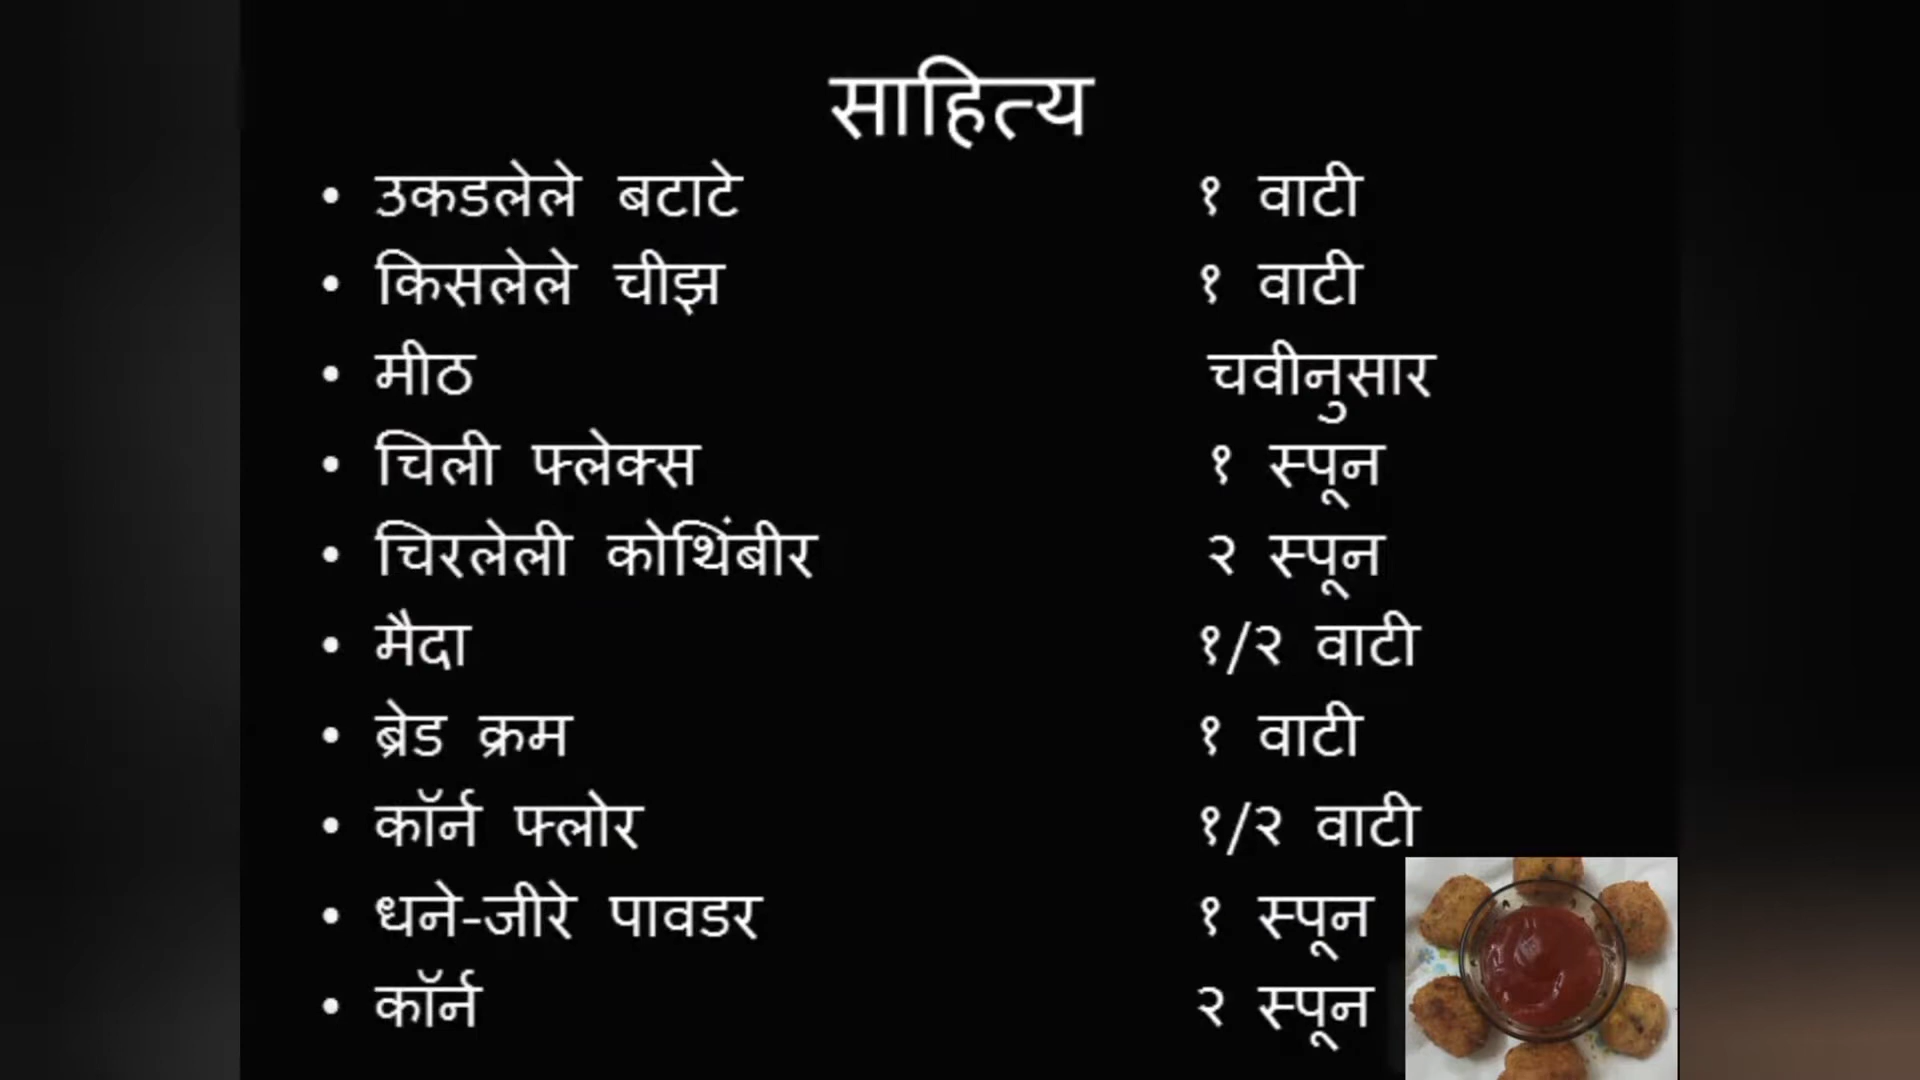 साहित्य
• उकडलेले बटाटे १ वाटी
• किसलेले चीझ १ वाटी
• मीठ चवीनुसार
• चिली फ्लेक्स १ स्पून
• चिरलेली कोथिंबीर २ स्पून
• मैदा १/२ वाटी
• ब्रेड क्रम १ वाटी
• कॉर्न फ्लोर १/२ वाटी
• धने-जीरे पावडर १ स्पून
• कॉर्न २ स्पून